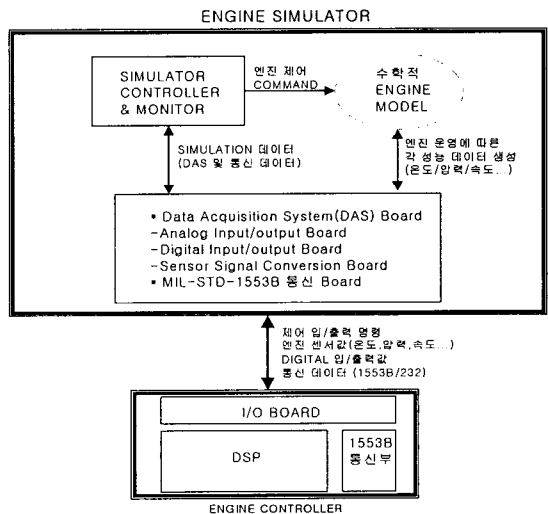 ENGINE SIMULATOR
SIMULATOR
CONTROLLER
& MONITOR
엔진 제어
COMMAND
수학적
ENGINE
MODEL
SIMULATION 데이터
(DAS 및 통신 데이터)
엔진 운영에 따른
각 성능 데이터 생성
(온도/압력/속도...)
▪ Data Acquisition System(DAS) Board
-Analog Input/output Board
-Digital Input/output Board
-Sensor Signal Conversion Board
▪ MIL-STD-1553B 통신 Board
제어 입/출력 명령
엔진 센서값(온도,압력,속도...)
DIGITAL 입/출력값
통신 데이터 (1553B/232)
I/O BOARD
DSP
1553B
통신부
ENGINE CONTROLLER